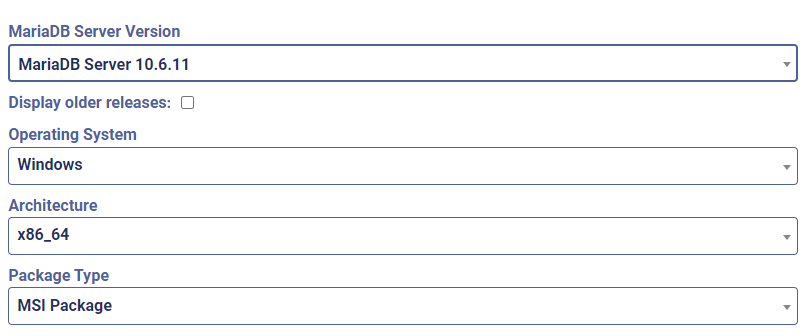 MariaDB Server Version
MariaDB Server 10.6.11
Display older releases:
Operating System
Windows
Architecture
x86_64
Package Type
MSI Package